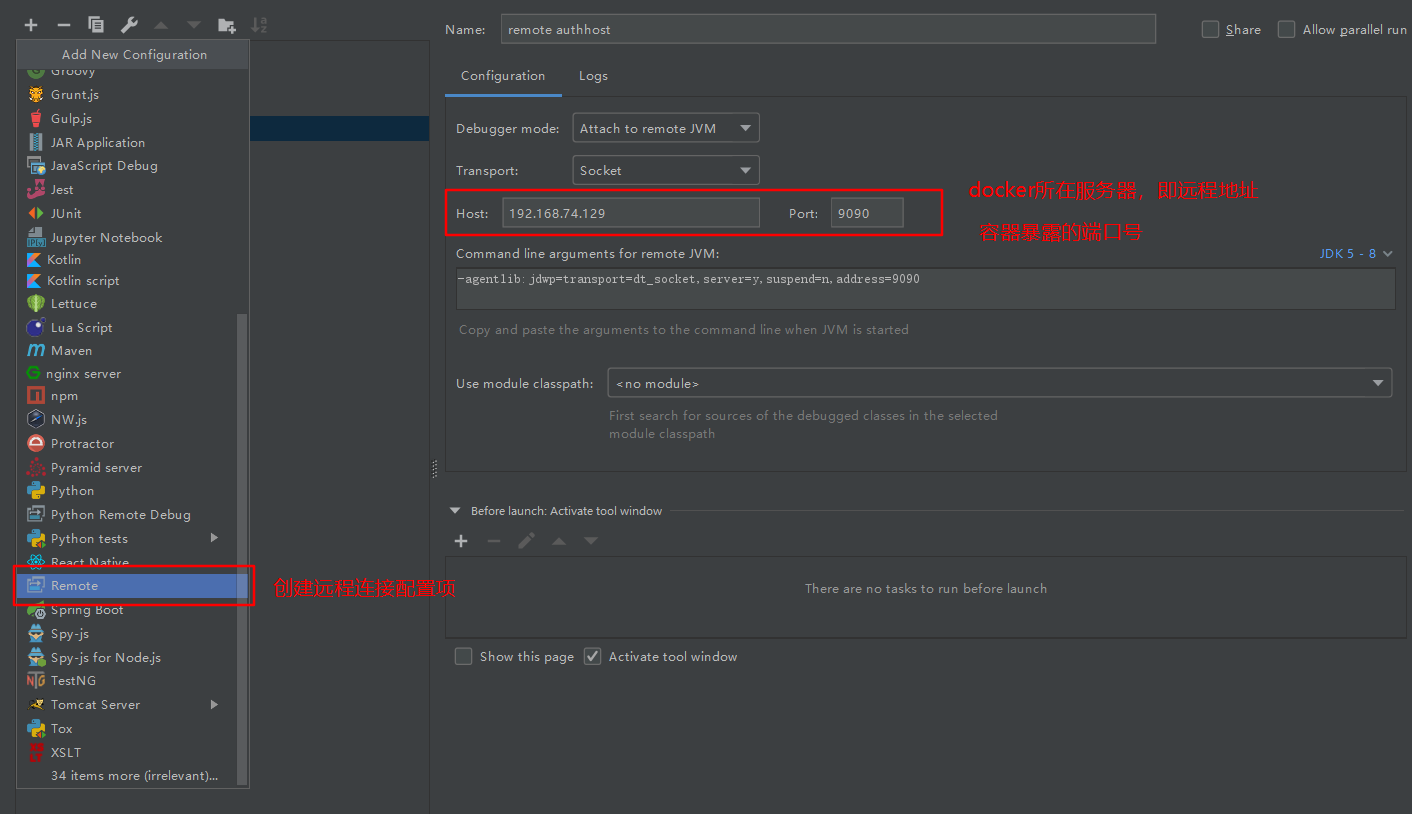 Add New Configuration
Groovy
Grunt.js
Gulp.js
JAR Application
JavaScript Debug
Jest
JUnit
Jupyter Notebook
Kotlin
Kotlin script
Lettuce
Lua Script
Maven
nginx server
npm
NW.js
Protractor
Pyramid server
Python
Python Remote Debug
Python tests
React Native
Remote
创建远程连接配置项
Spring Boot
Spy-js
Spy-js for Node.js
TestNG
Tomcat Server
Tox
XSLT
34 items more (irrelevant)...
Name: remote authhost
Share
Allow parallel run
Configuration Logs
Debugger mode: Attach to remote JVM
Transport: Socket
Host: 192.168.74.129 Port: 9090
docker所在服务器，即远程地址
容器暴露的端口号
Command line arguments for remote JVM: JDK 5 - 8
-agentlib:jdwp=transport=dt_socket,server=y,suspend=n,address=9090
Copy and paste the arguments to the command line when JVM is started
Use module classpath: <no module>
First search for sources of the debugged classes in the selected
module classpath
Before launch: Activate tool window
There are no tasks to run before launch
Show this page Activate tool window